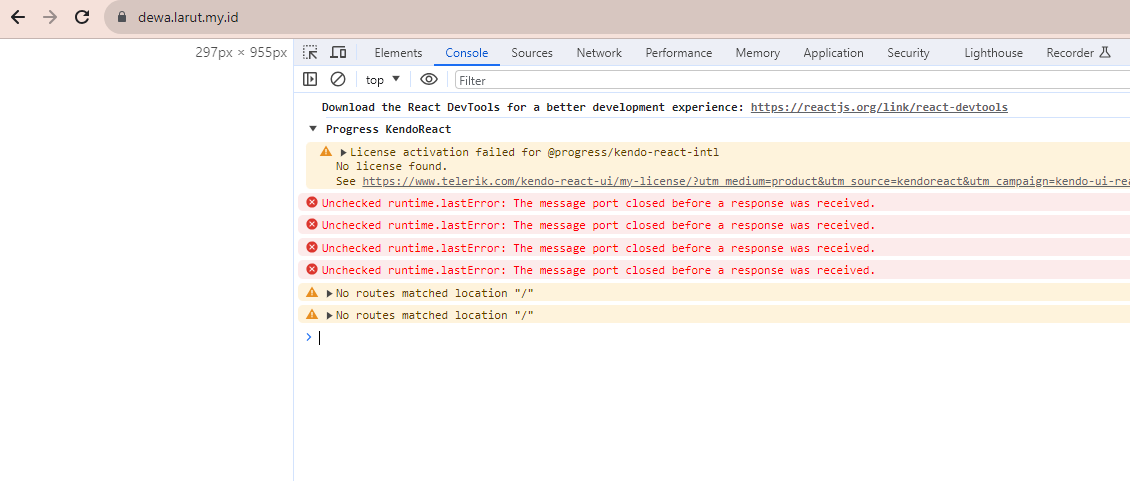 dewa.larut.my.id
297px × 955px
Elements Console Sources Network Performance Memory Application Security Lighthouse Recorder
top
Filter
Download the React DevTools for a better development experience: https://reactjs.org/link/react-devtools
Progress KendoReact
License activation failed for @progress/kendo-react-intl
No license found.
See https://www.telerik.com/kendo-react-ui/my-license/?utm_medium=product&utm_source=kendoreact&utm_campaign=kendo-ui-rea
Unchecked runtime.lastError: The message port closed before a response was received.
Unchecked runtime.lastError: The message port closed before a response was received.
Unchecked runtime.lastError: The message port closed before a response was received.
Unchecked runtime.lastError: The message port closed before a response was received.
No routes matched location "/"
No routes matched location "/"